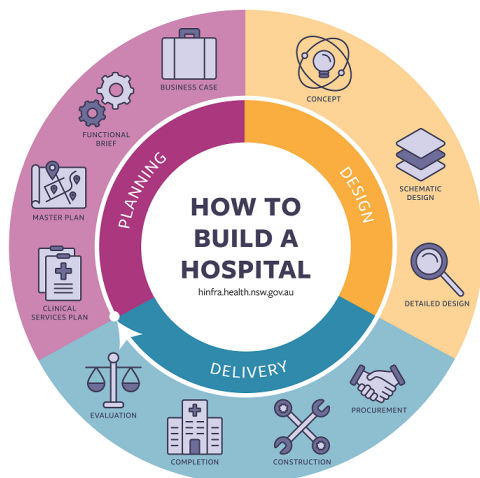 HOW TO
BUILD A
HOSPITAL
hinfra.health.nsw.gov.au
PLANNING
CLINICAL
SERVICES PLAN
MASTER PLAN
FUNCTIONAL
BRIEF
BUSINESS CASE
DESIGN
CONCEPT
SCHEMATIC
DESIGN
DETAILED DESIGN
DELIVERY
PROCUREMENT
CONSTRUCTION
COMPLETION
EVALUATION